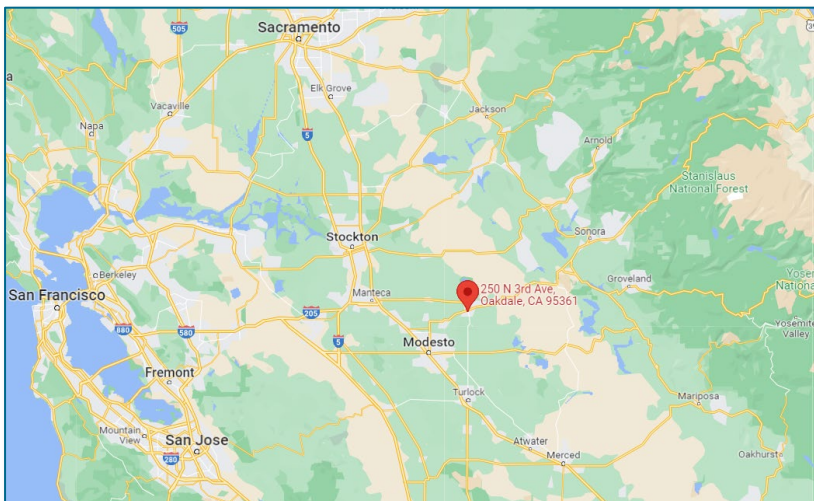 505
Sacramento
39
a
Elk Grove
Vacaville
Jackson
Napa
5
Arnold
Stanislaus
National Forest
Stockton
Sonora
Berkeley
Groveland
Yosem
Nationa
San Francisco
Manteca
250 N 3rd Ave,
Oakdale, CA 95361
205
880
580
5
Yosemite
Valley
Modesto
Fremont
Turlock
Mariposa
Mountain
View
San Jose
Atwater
Merced
Oakhurst
280